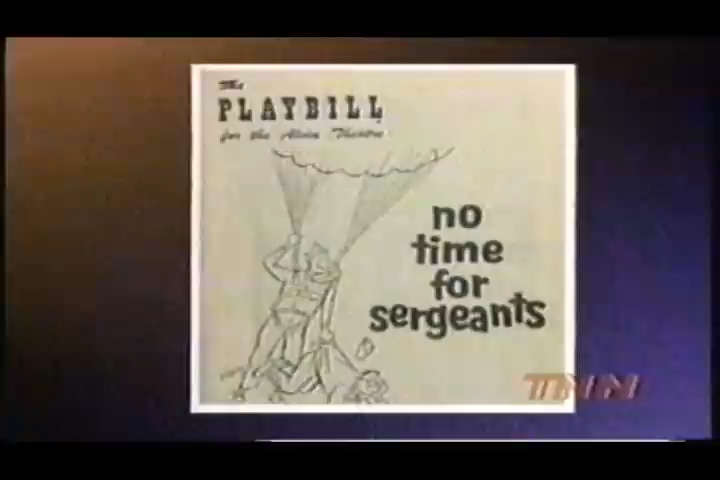 The
PLAYBILL
for the Alvin Theatre
no
time
for
sergeants
TNN